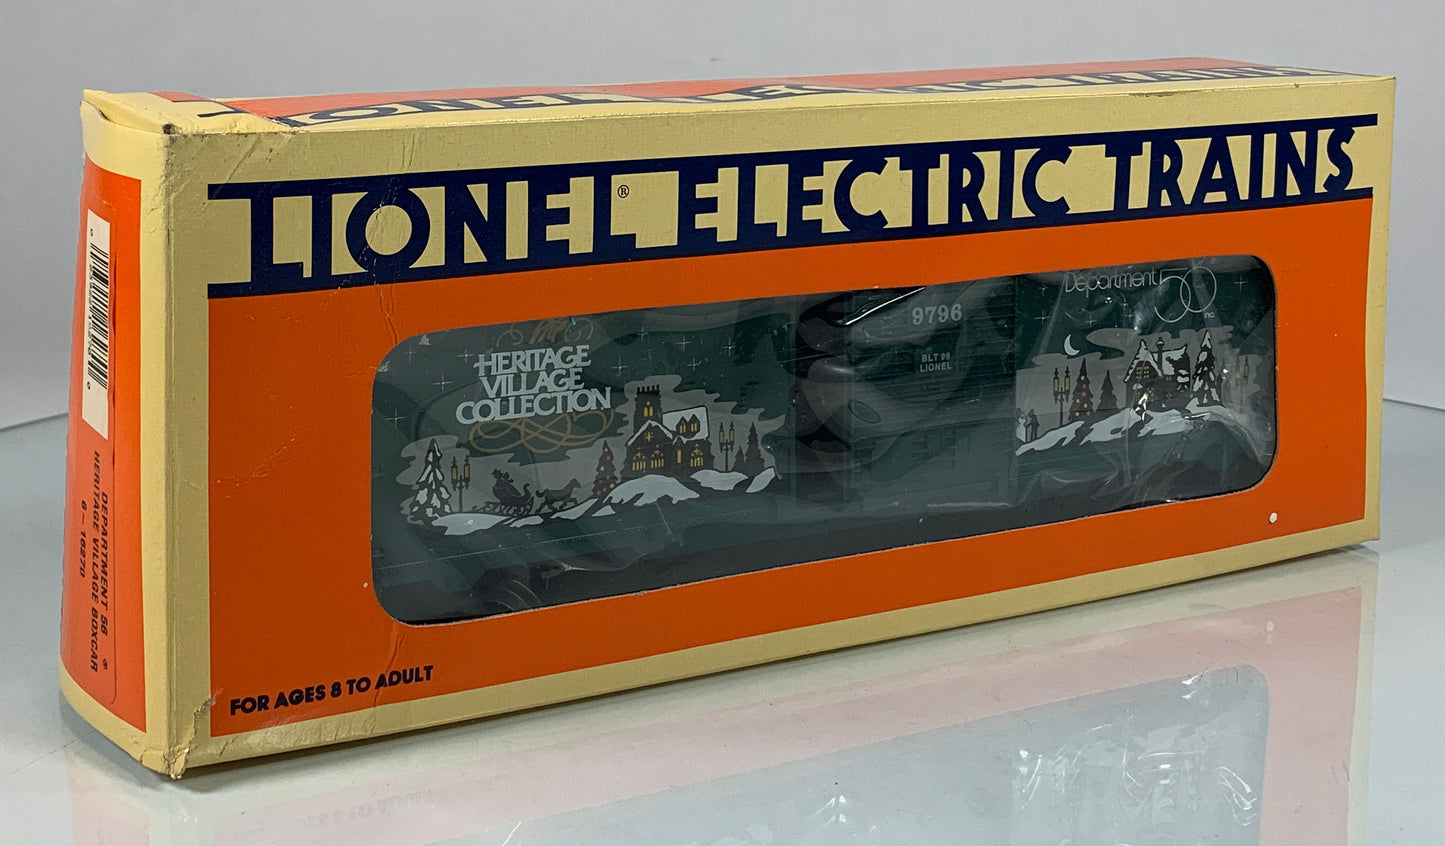 LIONEL® ELECTRIC TRAINS
HERITAGE
VILLAGE
COLLECTION
9796
BLT 96
LIONEL
Department 56
inc.
FOR AGES 8 TO ADULT
DEPARTMENT 56 ®
HERITAGE VILLAGE BOXCAR
6-16270